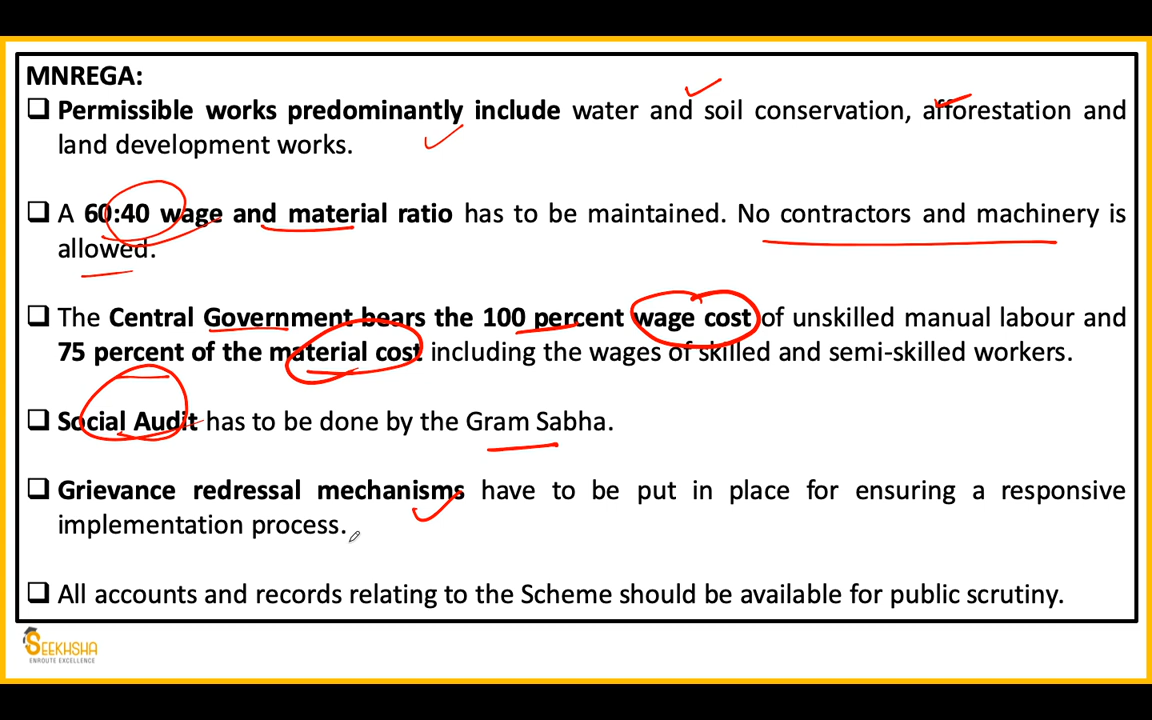 MNREGA:
❑ Permissible works predominantly include water and soil conservation, afforestation and
land development works.
❑ A 60:40 wage and material ratio has to be maintained. No contractors and machinery is
allowed.
❑ The Central Government bears the 100 percent wage cost of unskilled manual labour and
75 percent of the material cost including the wages of skilled and semi-skilled workers.
❑ Social Audit has to be done by the Gram Sabha.
❑ Grievance redressal mechanisms have to be put in place for ensuring a responsive
implementation process.
❑ All accounts and records relating to the Scheme should be available for public scrutiny.
SEEKHSHA
ENROUTE EXCELLENCE